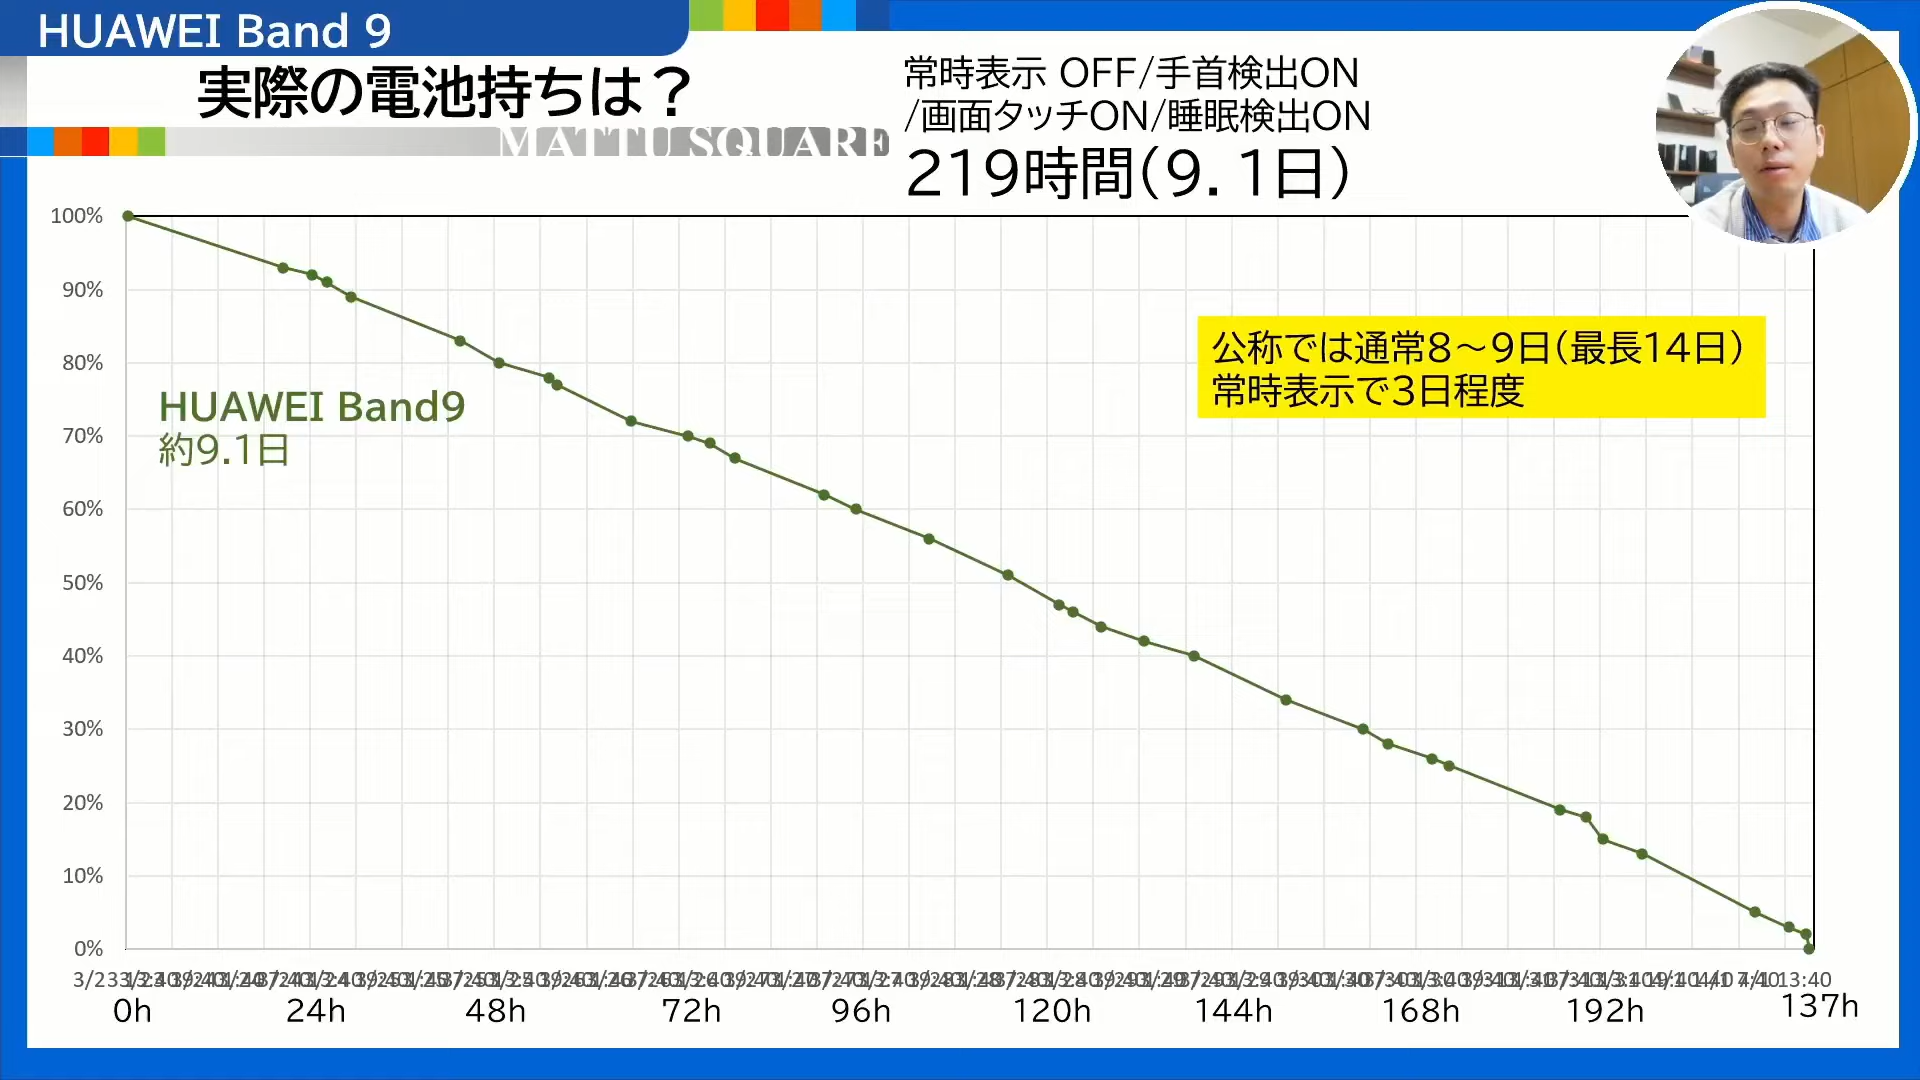 HUAWEI Band 9
実際の電池持ちは？
MATTU SQUARE
常時表示 OFF/手首検出ON
/画面タッチON/睡眠検出ON
219時間(9.1日)
100%
90%
80%
70%
60%
50%
40%
30%
20%
10%
0%
公称では通常8～9日(最長14日)
常時表示で3日程度
HUAWEI Band9
約9.1日
0h 24h 48h 72h 96h 120h 144h 168h 192h 137h